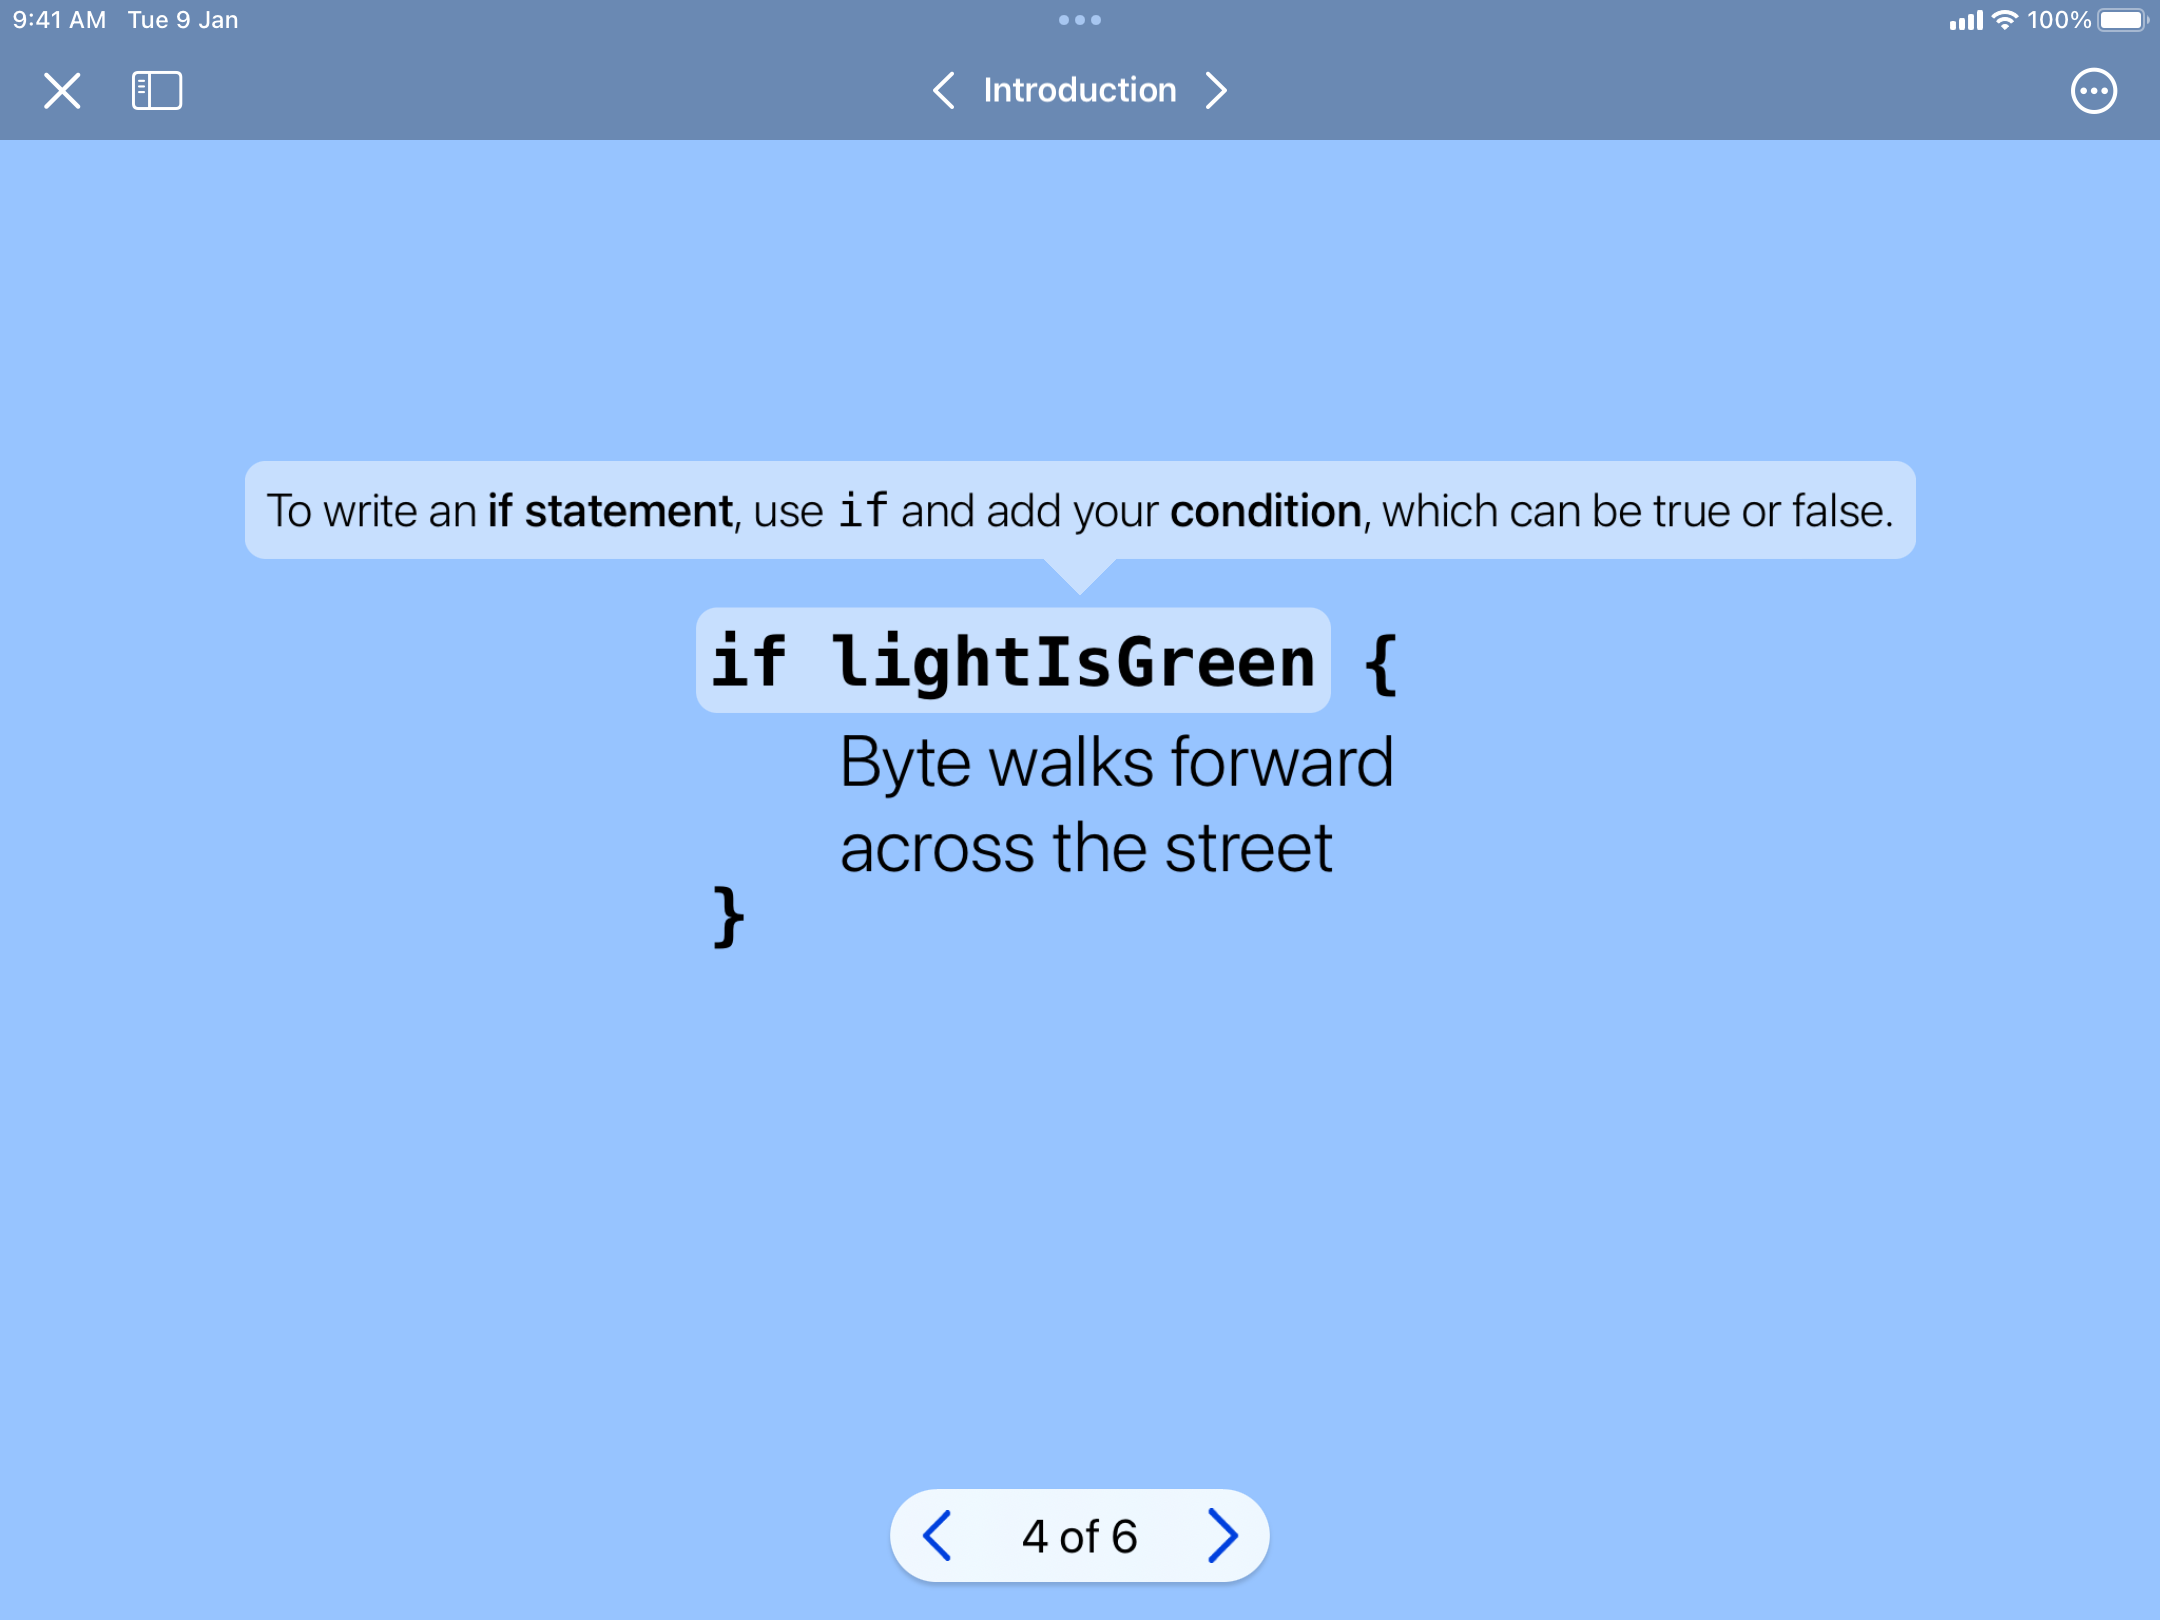 9:41 AM Tue 9 Jan
100%
Introduction
To write an if statement, use if and add your condition, which can be true or false.
if lightIsGreen {
Byte walks forward
across the street
}
4 of 6